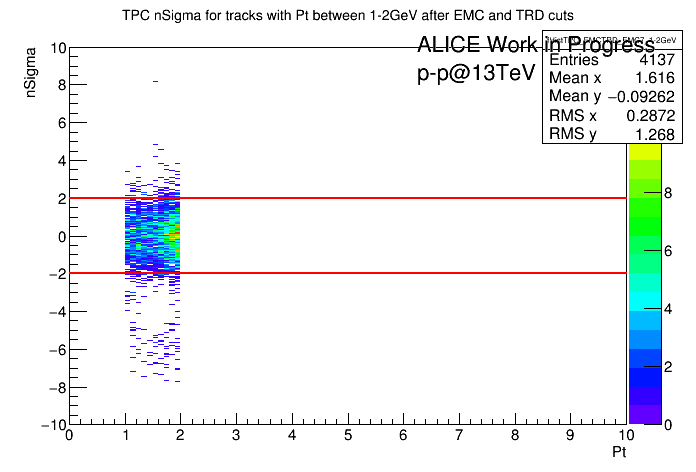 TPC nSigma for tracks with Pt between 1-2GeV after EMC and TRD cuts
nSigma
ALICE Work in Progress
p-p@13TeV
Entries 4137
Mean x 1.616
Mean y −0.09262
RMS x 0.2872
RMS y 1.268
10
8
6
4
2
0
−2
−4
−6
−8
−10
0 1 2 3 4 5 6 7 8 9 10
Pt
8
6
4
2
0